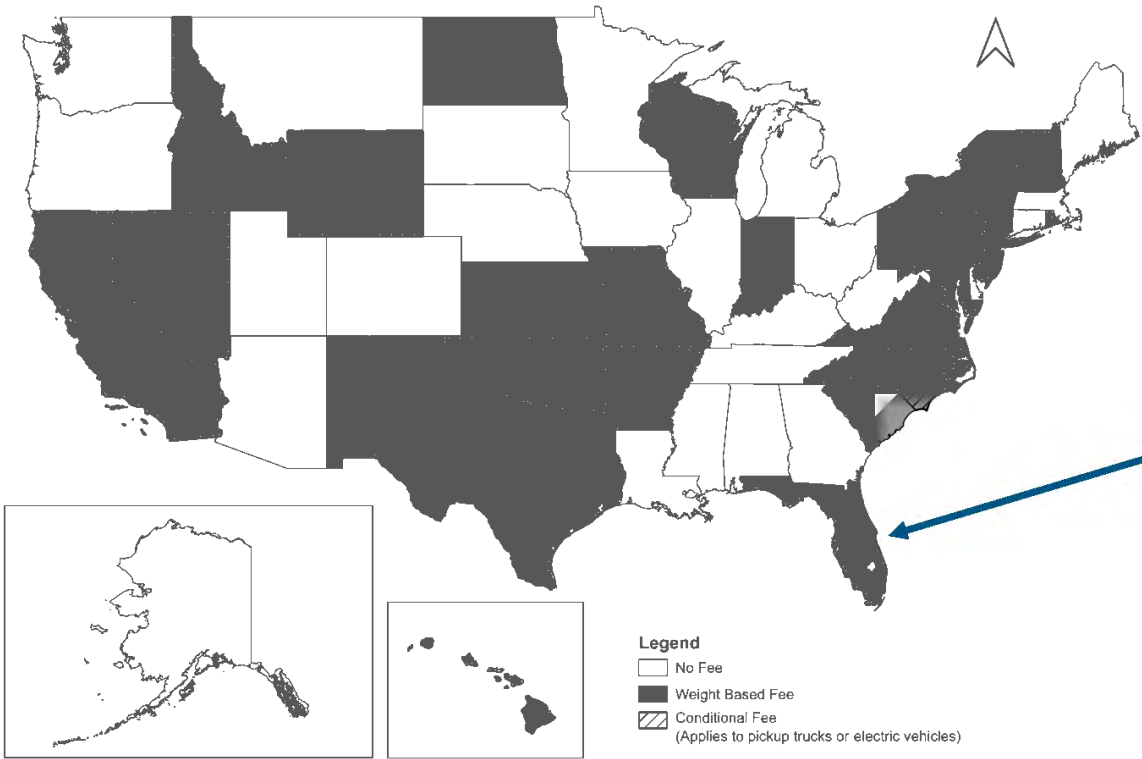 Legend
No Fee
Weight Based Fee
Conditional Fee
(Applies to pickup trucks or electric vehicles)